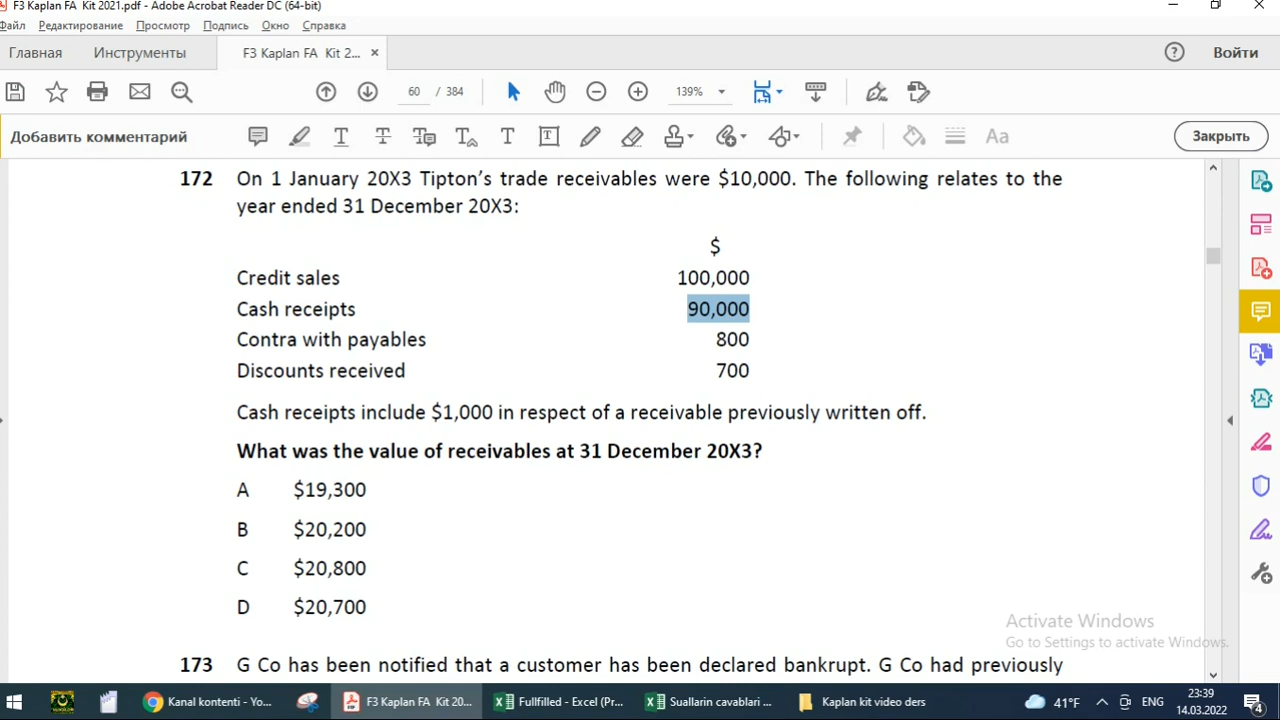 F3 Kaplan FA  Kit 2021.pdf - Adobe Acrobat Reader DC (64-bit)
Файл Редактирование Просмотр Подпись Окно Справка
Главная Инструменты F3 Kaplan FA  Kit 2... × Войти
60 / 384 139%
Добавить комментарий Aa Закрыть
172 On 1 January 20X3 Tipton's trade receivables were $10,000. The following relates to the
year ended 31 December 20X3:
$
Credit sales 100,000
Cash receipts 90,000
Contra with payables 800
Discounts received 700
Cash receipts include $1,000 in respect of a receivable previously written off.
What was the value of receivables at 31 December 20X3?
A $19,300
B $20,200
C $20,800
D $20,700
Activate Windows
Go to Settings to activate Windows.
173 G Co has been notified that a customer has been declared bankrupt. G Co had previously
Kanal kontenti - Yo... F3 Kaplan FA  Kit 20... Fullfilled - Excel (Pr... Suallarin cavablari ... Kaplan kit video ders 41°F ENG 23:39
14.03.2022 4